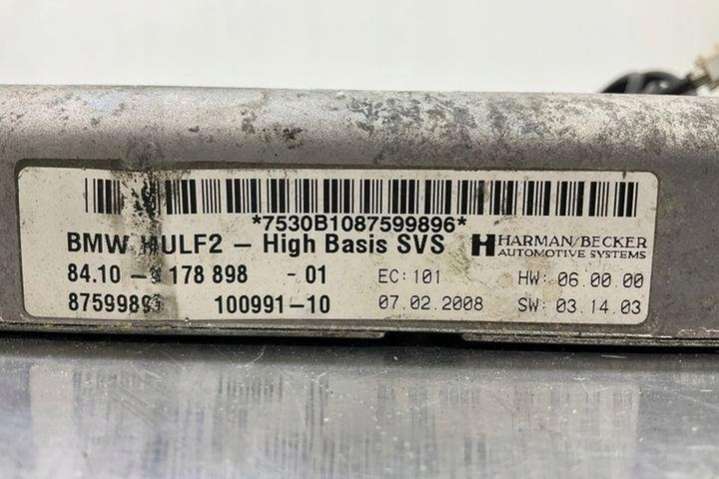 *7530B1087599896*
BMW HULF2 – High Basis SVS HARMAN/BECKER
AUTOMOTIVE SYSTEMS
84.10– 178 898 -01 EC: 101 HW: 06.00.00
100991–10 07.02.2008 SW: 03.14.03